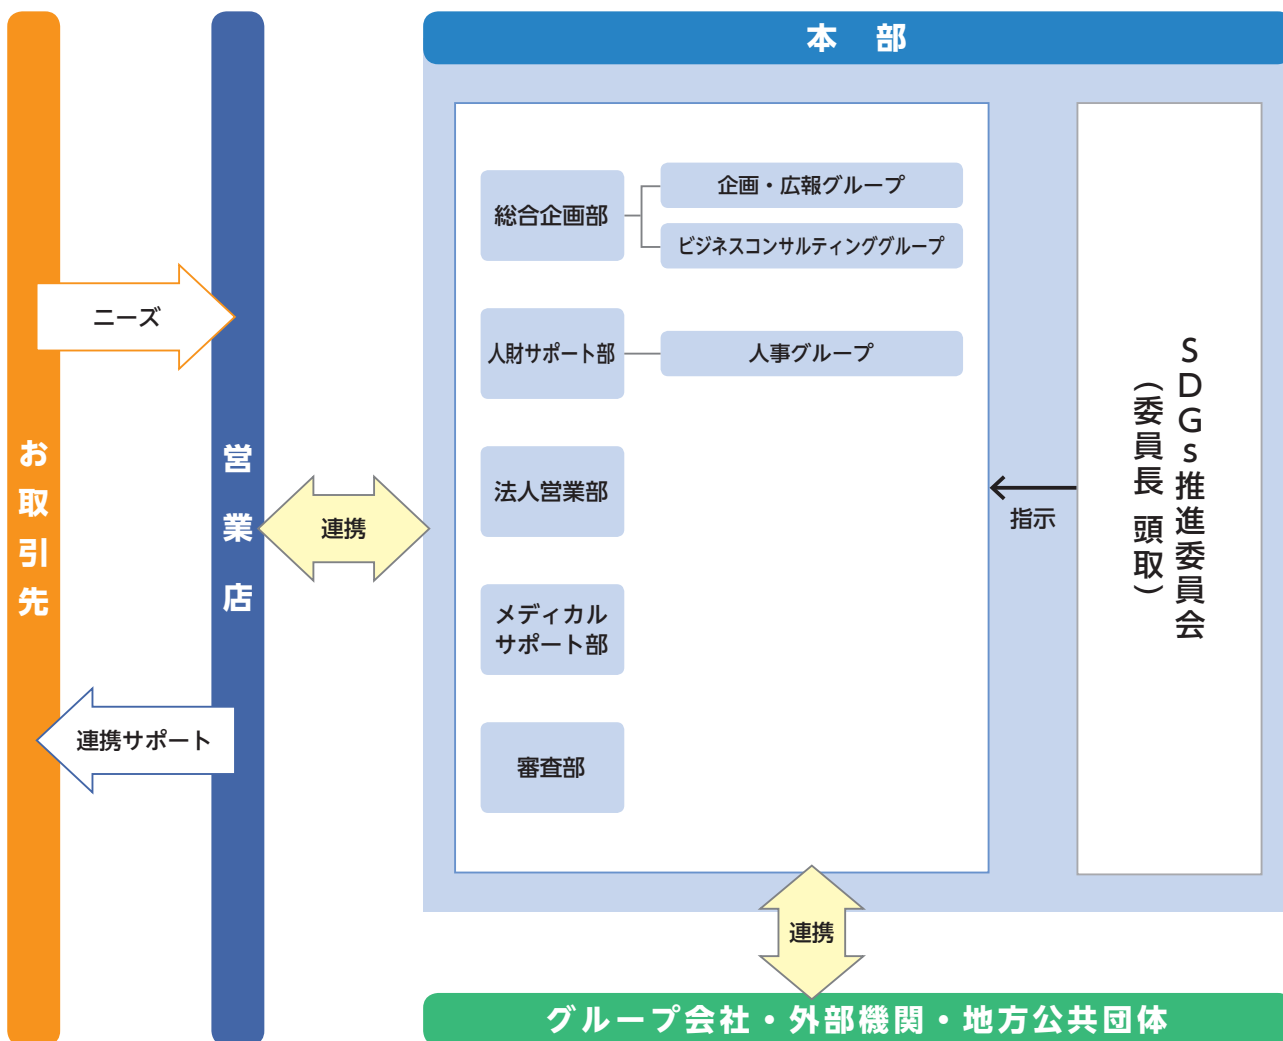 本　部
総合企画部
企画・広報グループ
ビジネスコンサルティンググループ
人財サポート部
人事グループ
法人営業部
メディカル
サポート部
審査部
SDGs推進委員会
（委員長 頭取）
指示
連携
ニーズ
お取引先
営業店
連携サポート
連携
グループ会社・外部機関・地方公共団体